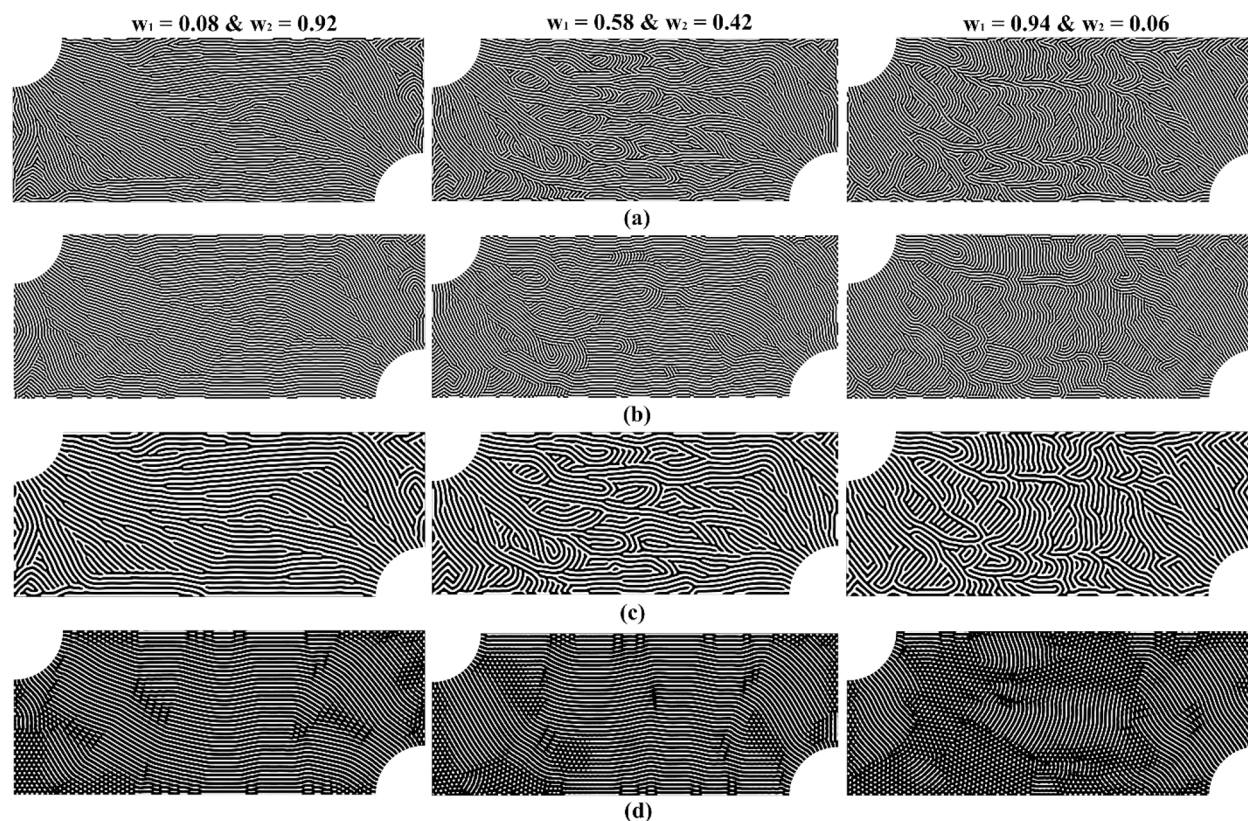 w₁ = 0.08 & w₂ = 0.92 w₁ = 0.58 & w₂ = 0.42 w₁ = 0.94 & w₂ = 0.06
(a)
(b)
(c)
(d)